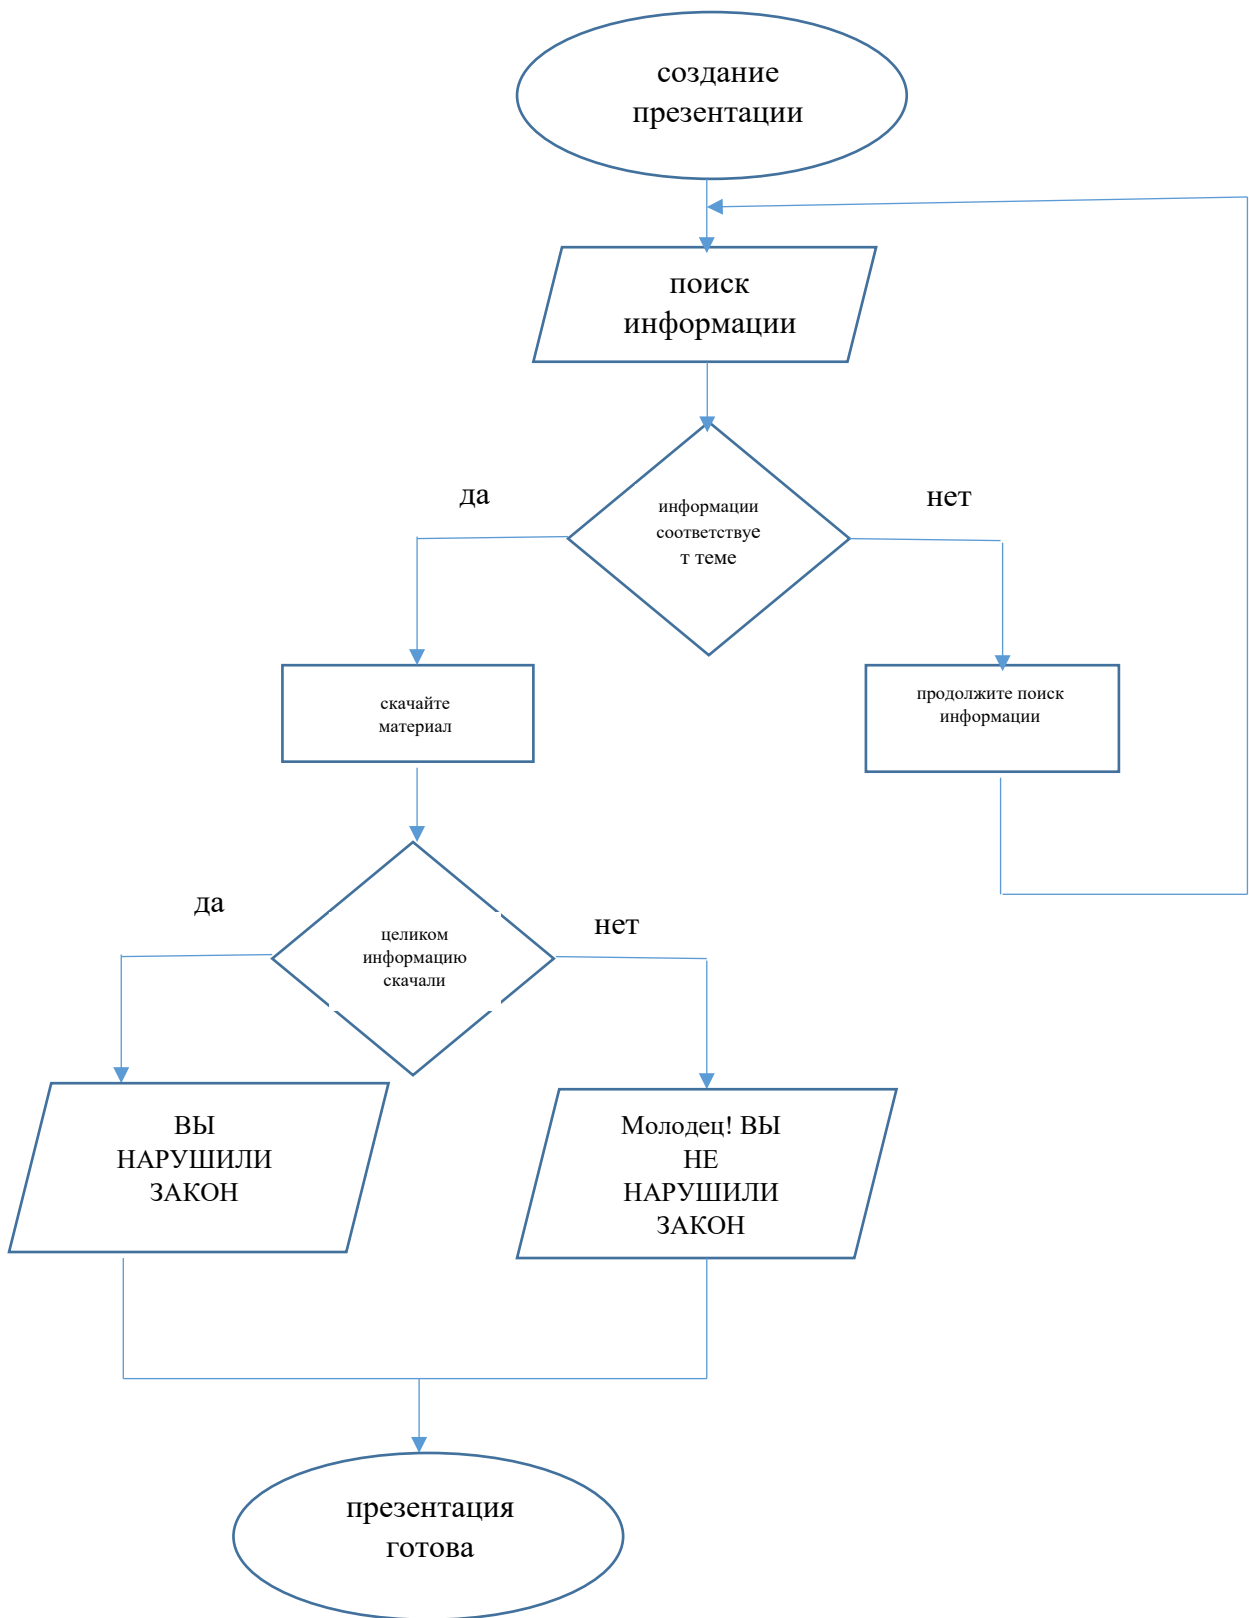 создание
презентации
поиск
информации
да
нет
информации
соответствуе
т теме
скачайте
материал
продолжите поиск
информации
да
нет
целиком
информацию
скачали
ВЫ
НАРУШИЛИ
ЗАКОН
Молодец! ВЫ
НЕ
НАРУШИЛИ
ЗАКОН
презентация
готова